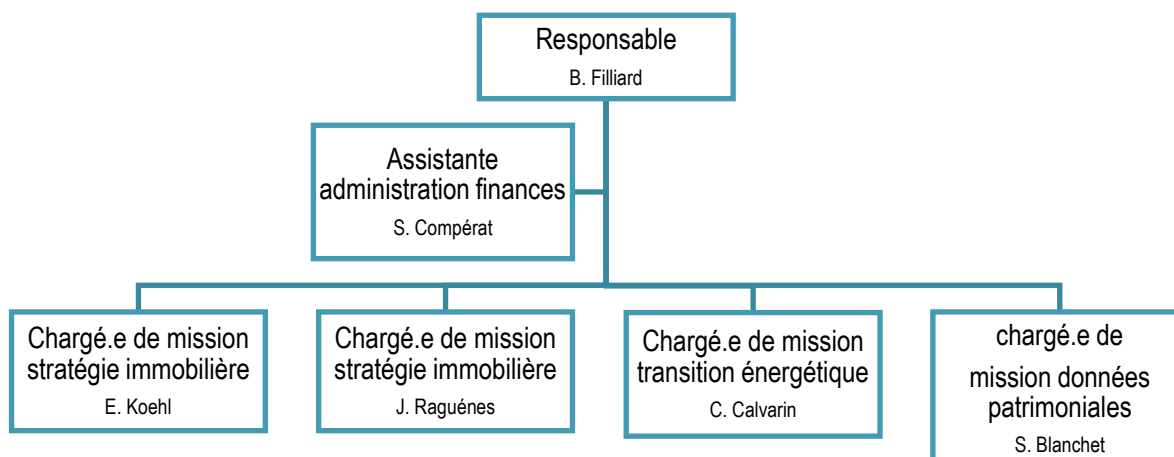 Responsable
B. Filliard
Assistante
administration finances
S. Compérat
Chargé.e de mission
stratégie immobilière
E. Koehl
Chargé.e de mission
stratégie immobilière
J. Raguénes
Chargé.e de mission
transition énergétique
C. Calvarin
chargé.e de
mission données
patrimoniales
S. Blanchet